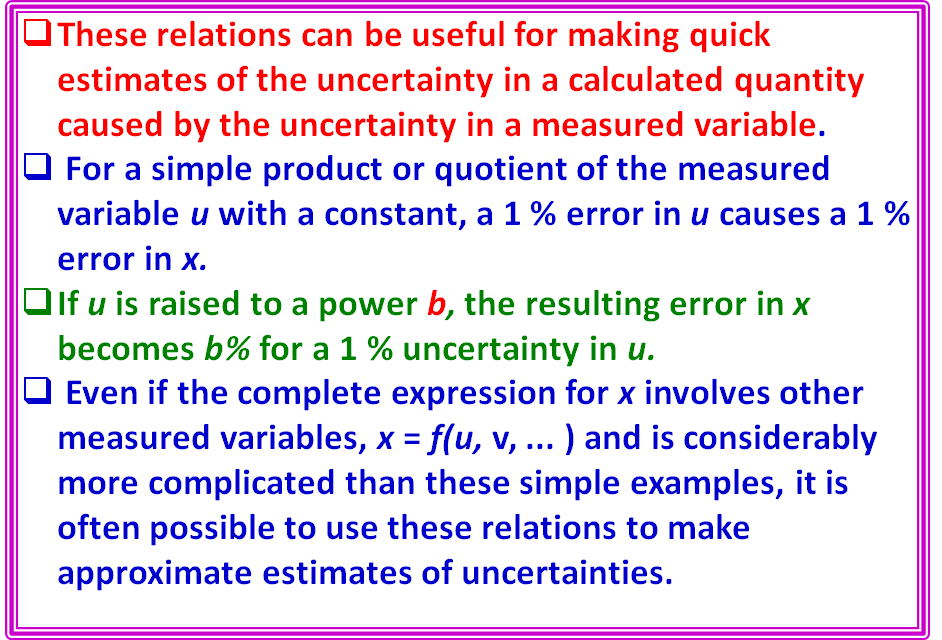 ❑These relations can be useful for making quick
estimates of the uncertainty in a calculated quantity
caused by the uncertainty in a measured variable.
❑ For a simple product or quotient of the measured
variable u with a constant, a 1 % error in u causes a 1 %
error in x.
❑If u is raised to a power b, the resulting error in x
becomes b% for a 1 % uncertainty in u.
❑ Even if the complete expression for x involves other
measured variables, x = f(u, v, ... ) and is considerably
more complicated than these simple examples, it is
often possible to use these relations to make
approximate estimates of uncertainties.